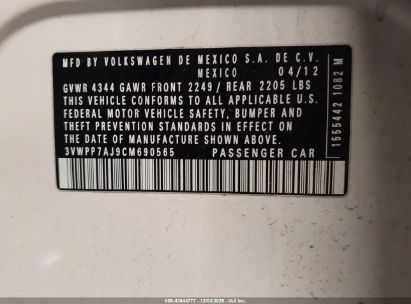 MFD BY VOLKSWAGEN DE MEXICO S.A. DE C.V.
MEXICO 04/12
GVWR 4344 GAWR FRONT 2249 / REAR 2205 LBS
THIS VEHICLE CONFORMS TO ALL APPLICABLE U.S.
FEDERAL MOTOR VEHICLE SAFETY, BUMPER AND
THEFT PREVENTION STANDARDS IN EFFECT ON
THE DATE OF MANUFACTURE SHOWN ABOVE.
3VWPP7AJ9CM690565 PASSENGER CAR
1555442 1082 M